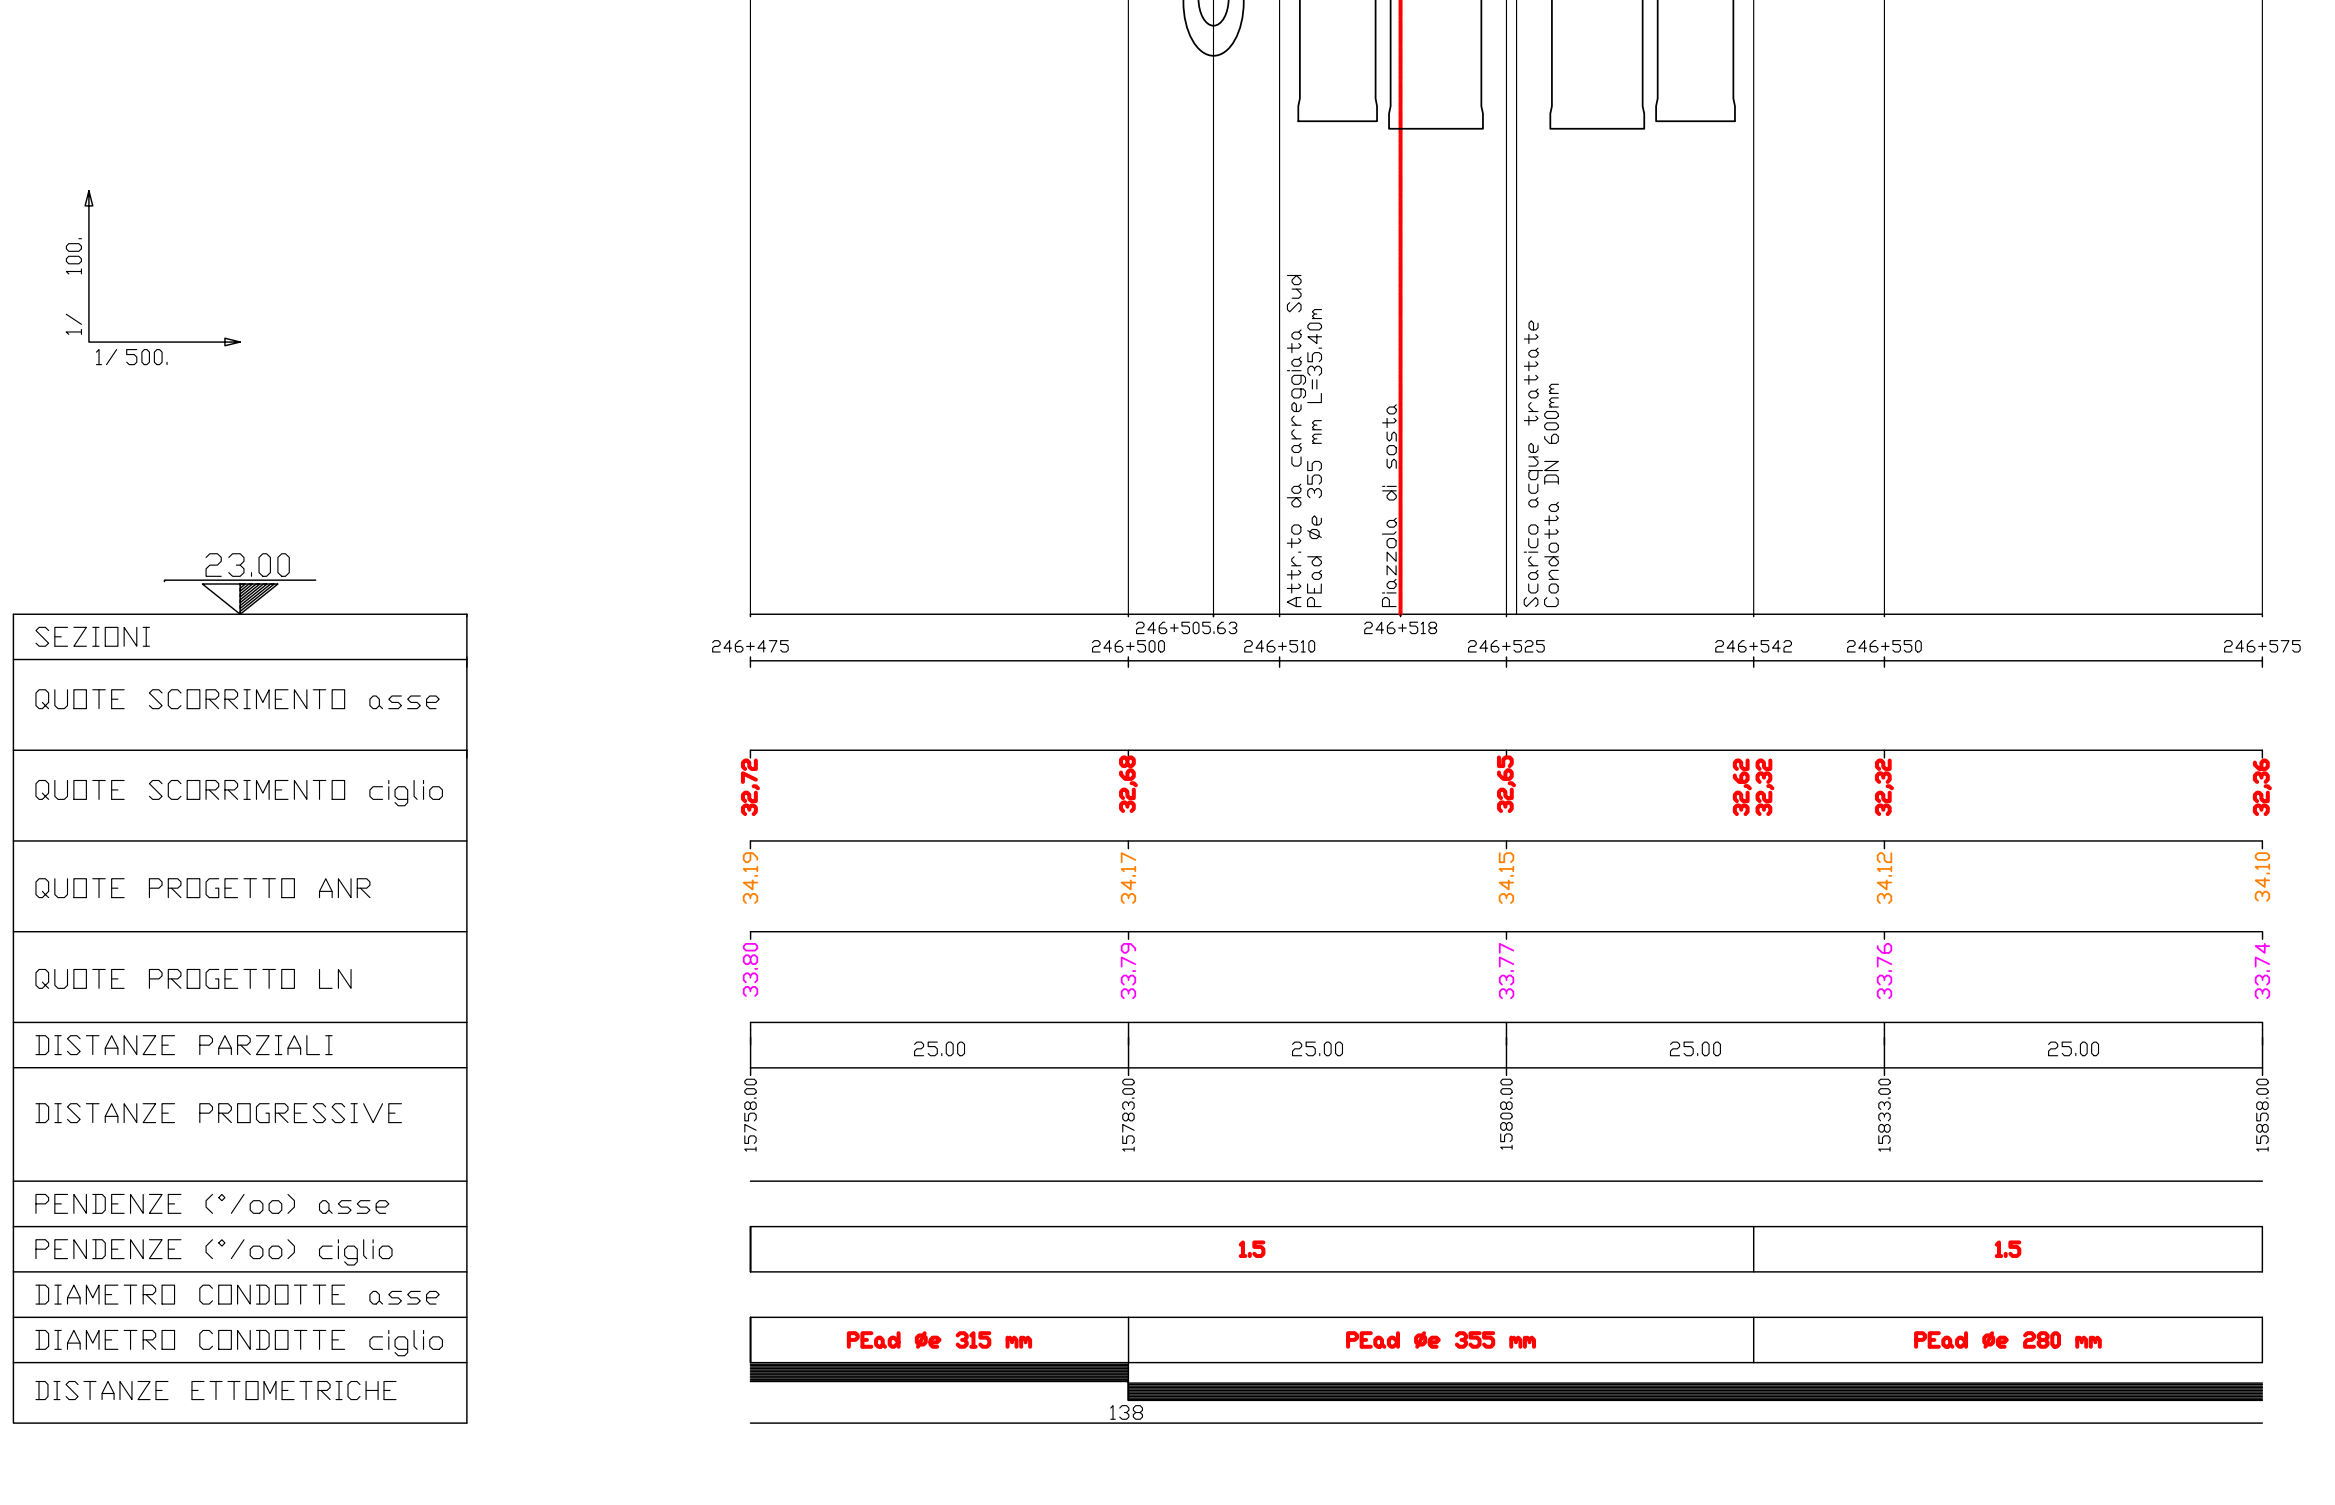 1/ 100.
1/ 500.
Attr.to da carreggiata Sud
PEad øe 355 mm L=35.40m
Piazzola di sosta
Scarico acque trattate
Condotta DN 600mm
23.00
SEZIONI
246+505.63 246+518
246+475 246+500 246+510 246+525 246+542 246+550 246+575
QUOTE SCORRIMENTO asse
QUOTE SCORRIMENTO ciglio
32,72 32,68 32,65 32,62 32,32 32,32 32,36
QUOTE PROGETTO ANR
34.19 34.17 34.15 34.12 34.10
QUOTE PROGETTO LN
33.80 33.79 33.77 33.76 33.74
DISTANZE PARZIALI
25.00 25.00 25.00 25.00
DISTANZE PROGRESSIVE
15758.00 15783.00 15808.00 15833.00 15858.00
PENDENZE (°/oo) asse
PENDENZE (°/oo) ciglio
1.5 1.5
DIAMETRO CONDOTTE asse
DIAMETRO CONDOTTE ciglio
PEad Øe 315 mm PEad Øe 355 mm PEad Øe 280 mm
DISTANZE ETTOMETRICHE
138